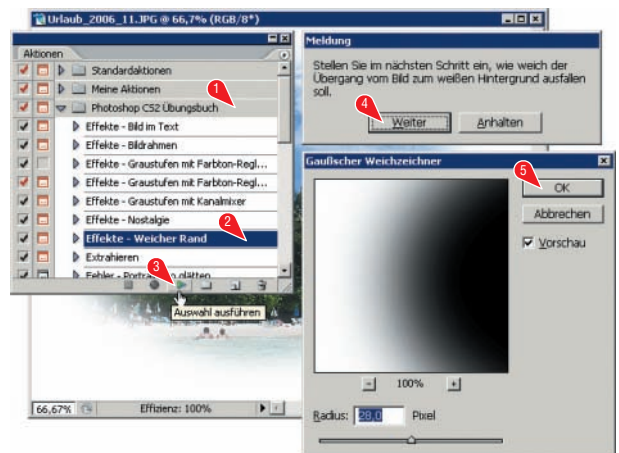 Urlaub_2006_11.JPG @ 66,7% (RGB/8*)
Aktionen
Standardaktionen
Meine Aktionen
Photoshop CS2 Übungsbuch
Effekte - Bild im Text
Effekte - Bildrahmen
Effekte - Graustufen mit Farbton-Regl...
Effekte - Graustufen mit Farbton-Regl...
Effekte - Graustufen mit Kanalmixer
Effekte - Nostalgie
Effekte - Weicher Rand
Extrahieren
Fehler - Portrait glätten
Auswahl ausführen
66,67%
Effizienz: 100%
1
2
3
Meldung
Stellen Sie im nächsten Schritt ein, wie weich der
Übergang vom Bild zum weißen Hintergrund ausfallen
soll.
4
Weiter
Anhalten
Gaußscher Weichzeichner
5
OK
Abbrechen
Vorschau
100%
Radius: 28,0 Pixel